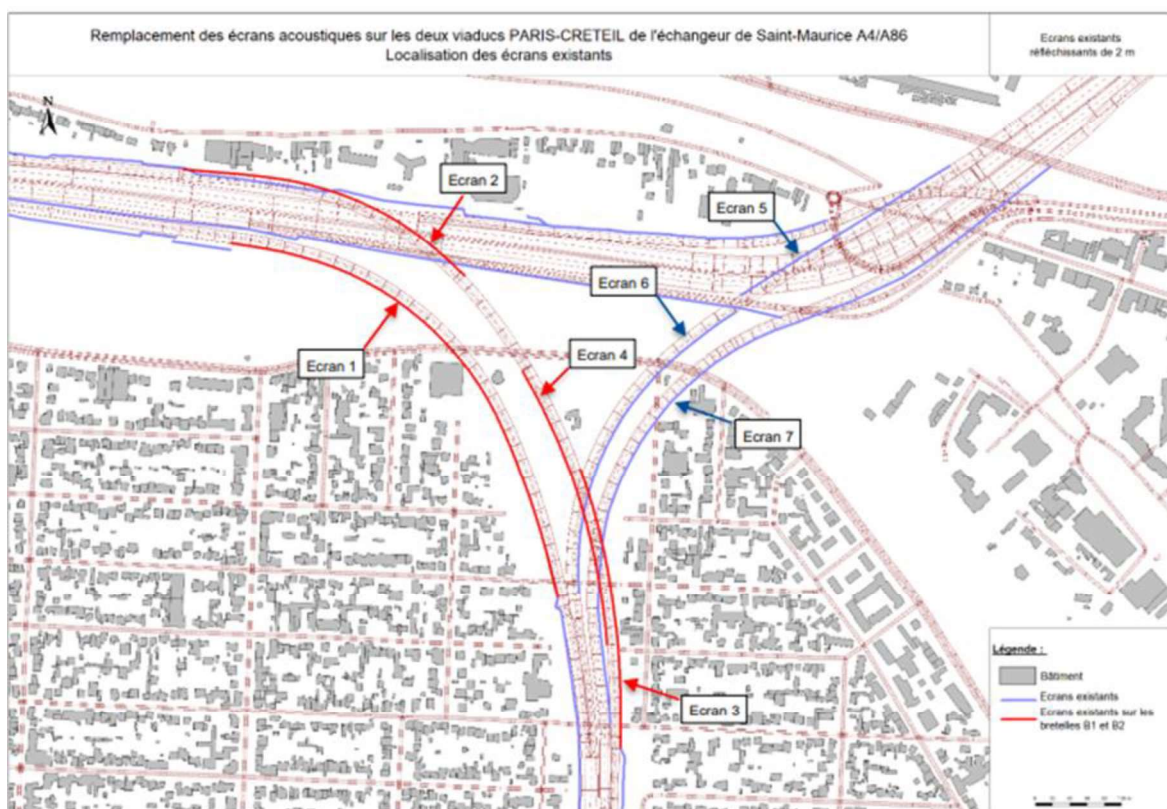 Remplacement des écrans acoustiques sur les deux viaducs PARIS-CRETEIL de l'échangeur de Saint-Maurice A4/A86
Localisation des écrans existants
Ecrans existants
réfléchissants de 2 m
N
Ecran 2
Ecran 5
Ecran 6
Ecran 1
Ecran 4
Ecran 7
Ecran 3
Légende :
Bâtiment
Ecrans existants
Ecrans existants sur les
bretelles B1 et B2